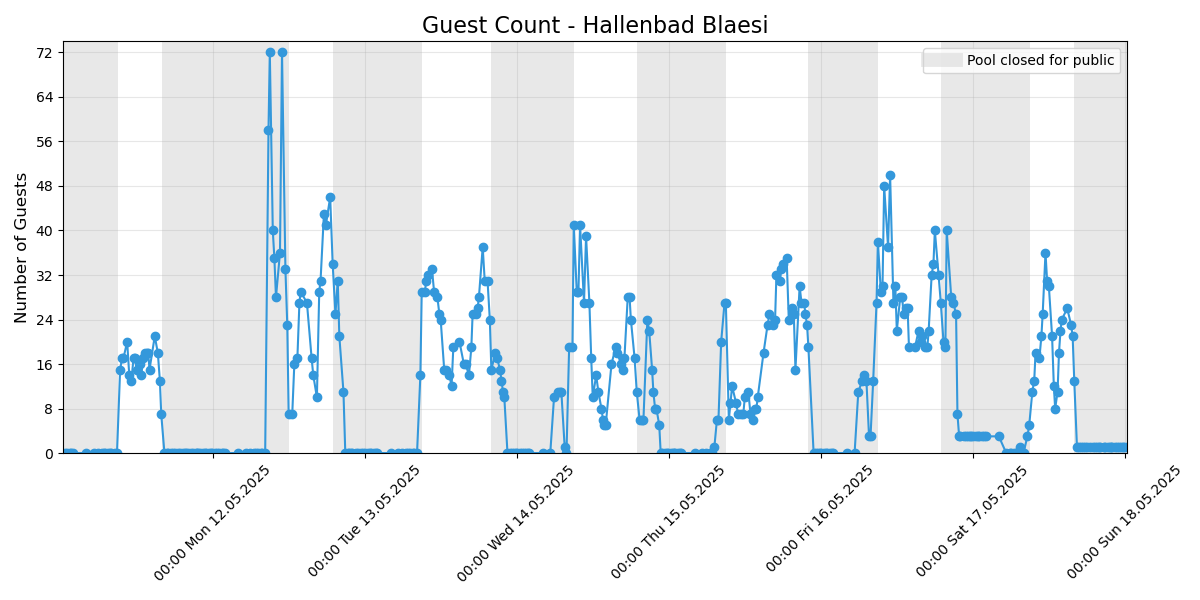 Guest Count - Hallenbad Blaesi
Pool closed for public
Number of Guests
72
64
56
48
40
32
24
16
8
0
00:00 Mon 12.05.2025
00:00 Tue 13.05.2025
00:00 Wed 14.05.2025
00:00 Thu 15.05.2025
00:00 Fri 16.05.2025
00:00 Sat 17.05.2025
00:00 Sun 18.05.2025